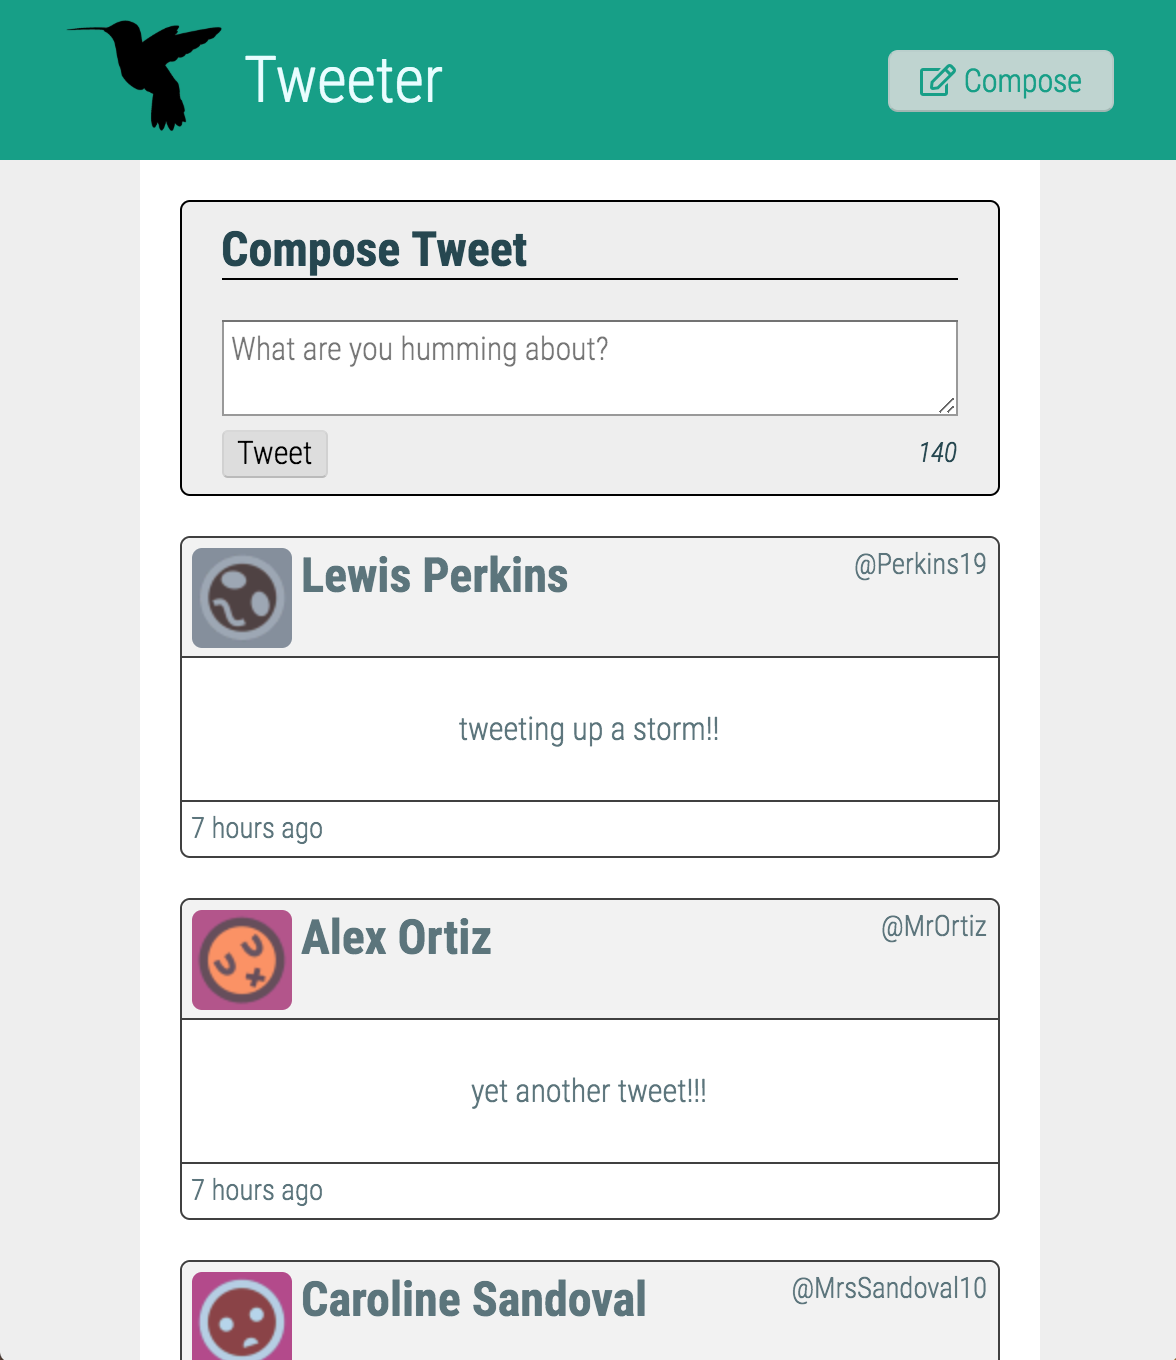 Tweeter
Compose
Compose Tweet
What are you humming about?
Tweet
140
Lewis Perkins
@Perkins19
tweeting up a storm!!
7 hours ago
Alex Ortiz
@MrOrtiz
yet another tweet!!!
7 hours ago
Caroline Sandoval
@MrsSandoval10